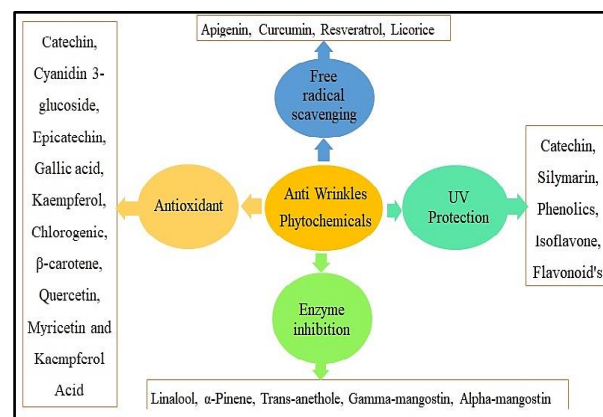 Apigenin, Curcumin, Resveratrol, Licorice
Free
radical
scavenging
Catechin,
Cyanidin 3-
glucoside,
Epicatechin,
Gallic acid,
Kaempferol,
Chlorogenic,
β-carotene,
Quercetin,
Myricetin and
Kaempferol
Acid
Antioxidant
Anti Wrinkles
Phytochemicals
UV
Protection
Catechin,
Silymarin,
Phenolics,
Isoflavone,
Flavonoid's
Enzyme
inhibition
Linalool, α-Pinene, Trans-anethole, Gamma-mangostin, Alpha-mangostin